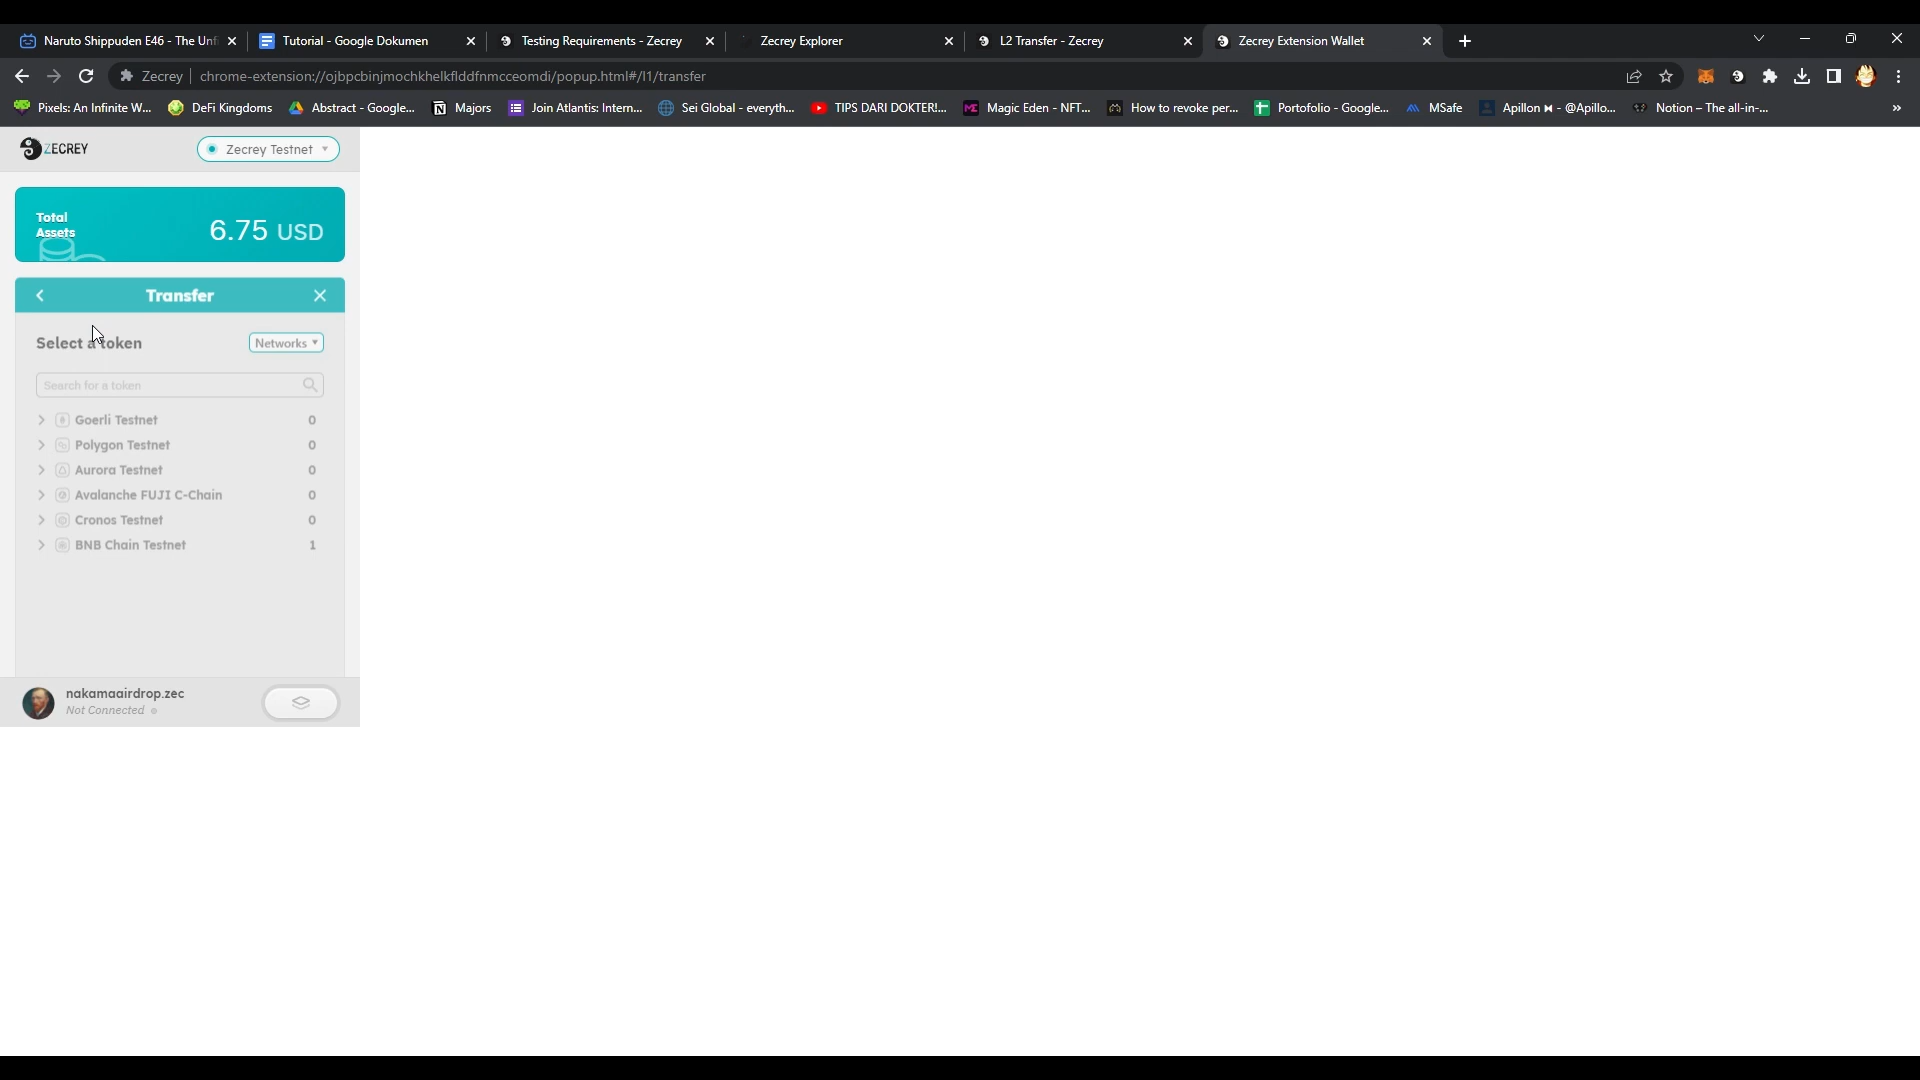 Naruto Shippuden E46 - The Unfi
Tutorial - Google Dokumen
Testing Requirements - Zecrey
Zecrey Explorer
L2 Transfer - Zecrey
Zecrey Extension Wallet
Zecrey
chrome-extension://ojbpcbinjmochkhelkflddfnmcceomdi/popup.html#/l1/transfer
Pixels: An Infinite W...
DeFi Kingdoms
Abstract - Google...
Majors
Join Atlantis: Intern...
Sei Global - everyth...
TIPS DARI DOKTER!...
Magic Eden - NFT...
How to revoke per...
Portofolio - Google...
MSafe
Apillon ⧓ - @Apillo...
Notion – The all-in-...
»
ZECREY
Zecrey Testnet
Total
Assets
6.75 USD
Transfer
Select a token
Networks
Search for a token
Goerli Testnet 0
Polygon Testnet 0
Aurora Testnet 0
Avalanche FUJI C-Chain 0
Cronos Testnet 0
BNB Chain Testnet 1
nakamaairdrop.zec
Not Connected